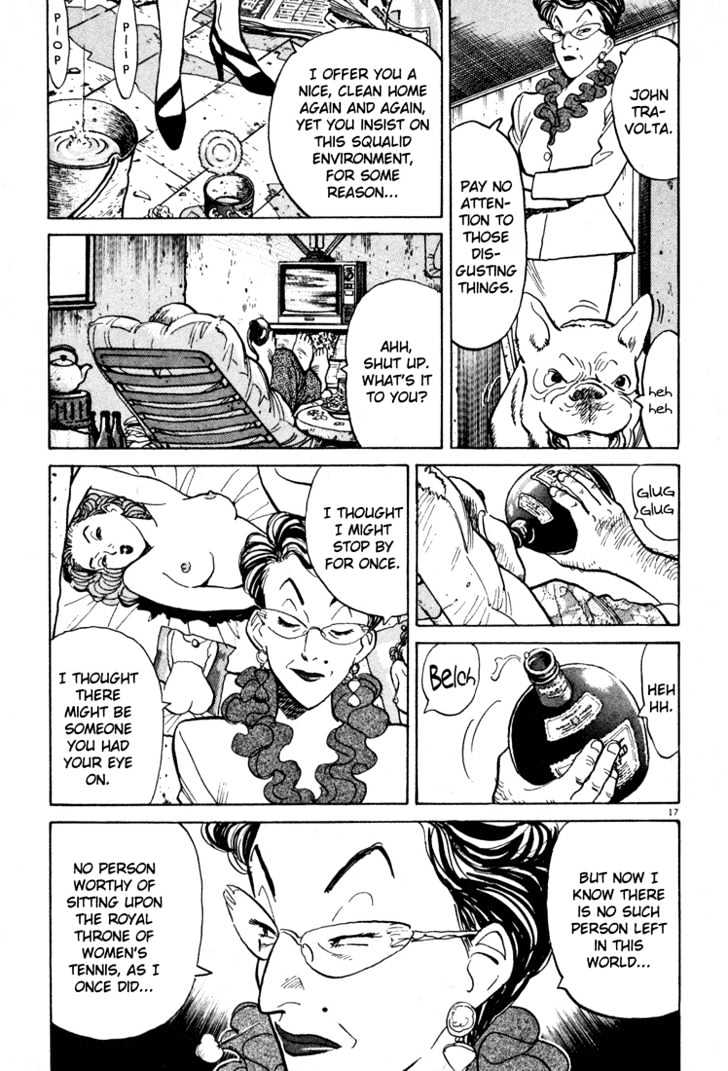 JOHN
TRA-
VOLTA.
PAY NO
ATTEN-
TION TO
THOSE
DIS-
GUSTING
THINGS.
heh
heh
I OFFER YOU A
NICE, CLEAN HOME
AGAIN AND AGAIN,
YET YOU INSIST ON
THIS SQUALID
ENVIRONMENT,
FOR SOME
REASON...
Plip
Plop
AHH,
SHUT UP.
WHAT'S IT
TO YOU?
Glug
Glug
HEH
HH.
Belch
I THOUGHT
I MIGHT
STOP BY
FOR ONCE.
I THOUGHT
THERE
MIGHT BE
SOMEONE
YOU HAD
YOUR EYE
ON.
17
BUT NOW I
KNOW THERE
IS NO SUCH
PERSON LEFT
IN THIS
WORLD...
NO PERSON
WORTHY OF
SITTING UPON
THE ROYAL
THRONE OF
WOMEN'S
TENNIS, AS I
ONCE DID...